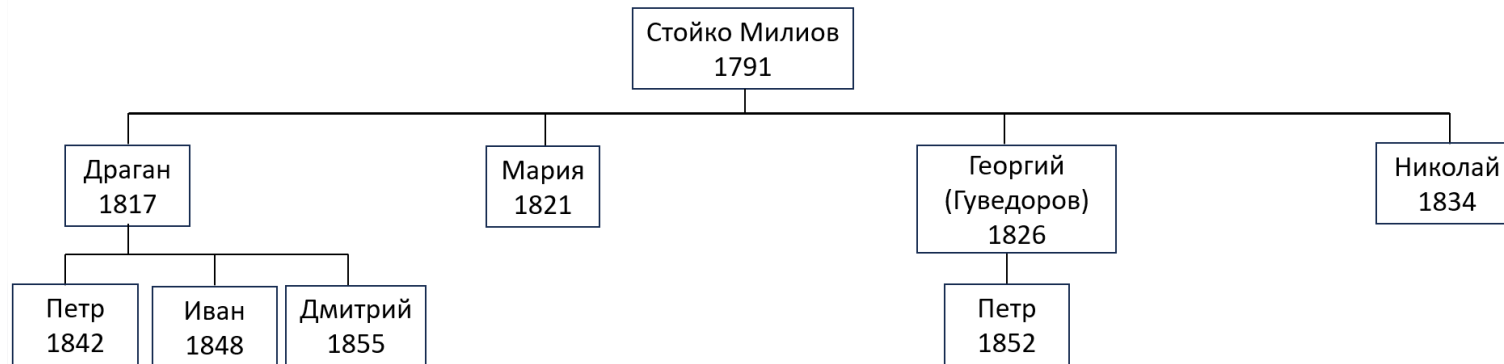 Стойко Милиов
1791
Драган
1817
Мария
1821
Георгий
(Гуведоров)
1826
Николай
1834
Петр
1842
Иван
1848
Дмитрий
1855
Петр
1852